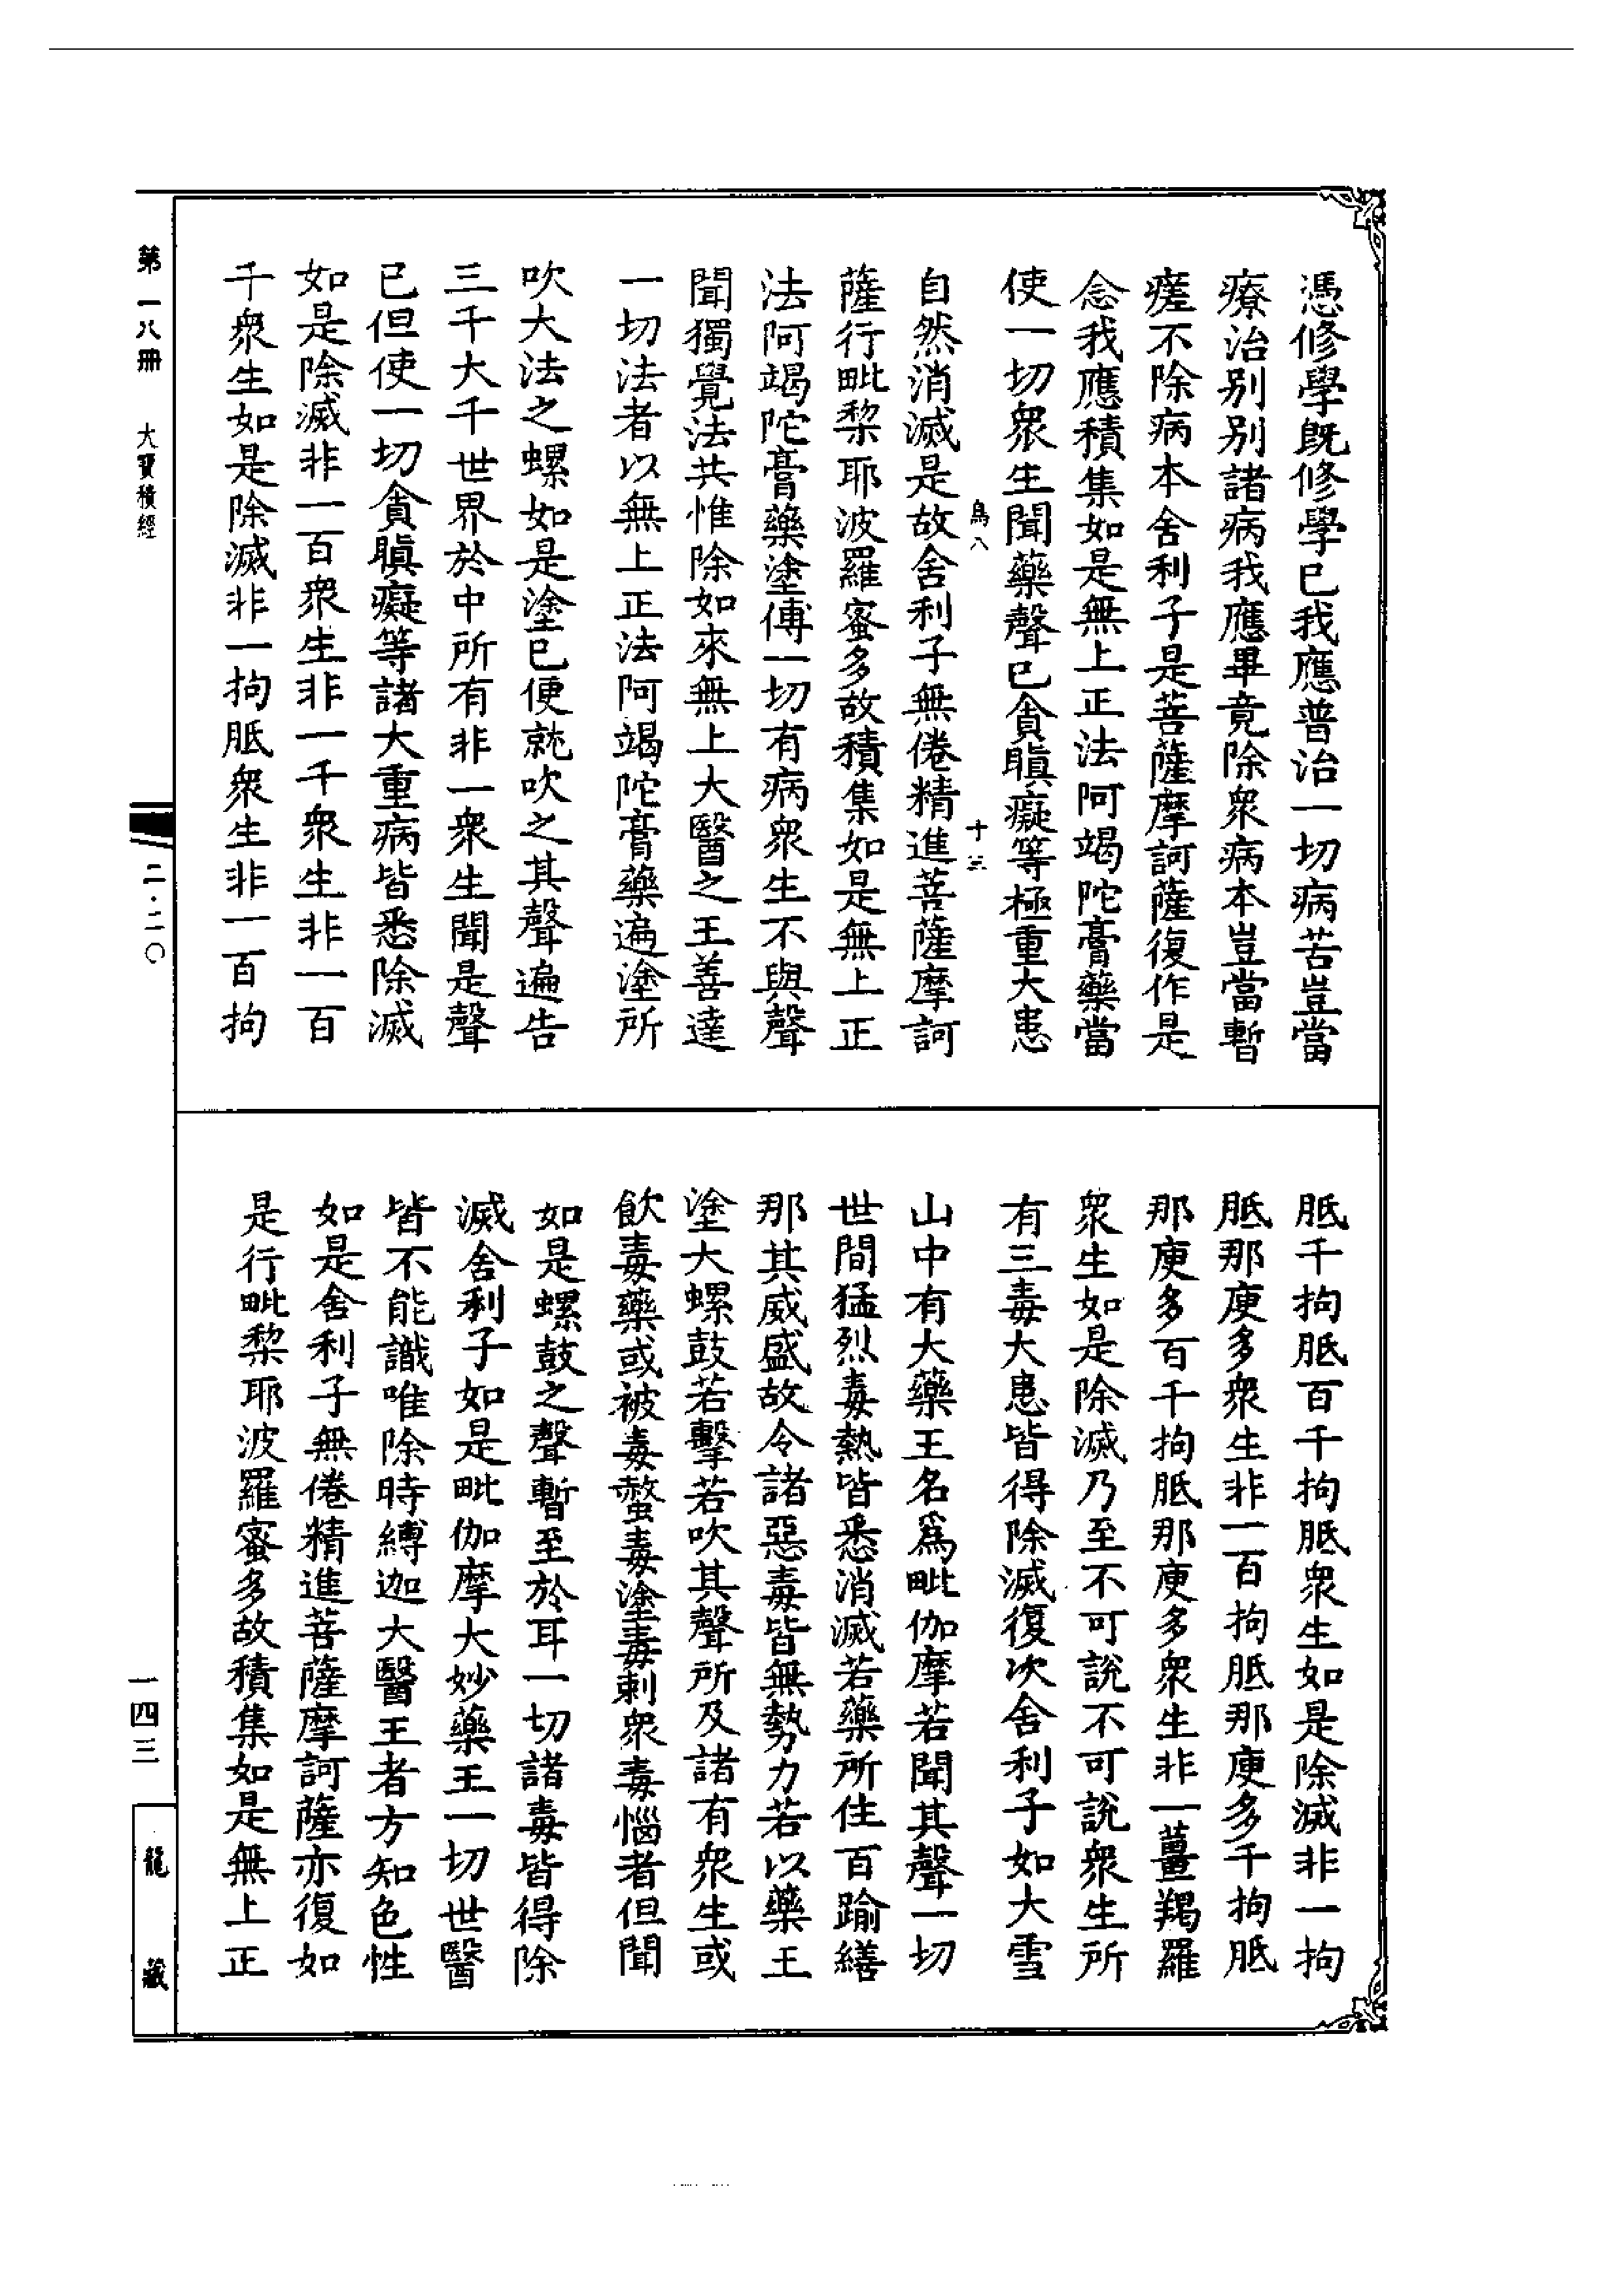 憑修學既修學已我應普治一切病苦豈當
療治別別諸病我應畢竟除衆病本豈當暫
瘥不除病本舍利子是菩薩摩訶薩復作是
念我應積集如是無上正法阿竭陀膏藥當
使一切衆生聞藥聲已貪瞋癡等極重大患
鳥八 十三
自然消滅是故舍利子無倦精進菩薩摩訶
薩行毗棃耶波羅蜜多故積集如是無上正
法阿竭陀膏藥塗傅一切有病衆生不與聲
聞獨覺法共惟除如來無上大醫之王善達
一切法者以無上正法阿竭陀膏藥遍塗所
吹大法之螺如是塗已便就吹之其聲遍告
三千大千世界於中所有非一衆生聞是聲
已但使一切貪瞋癡等諸大重病皆悉除滅
如是除滅非一百衆生非一千衆生非一百
千衆生如是除滅非一拘胝衆生非一百拘
胝千拘胝百千拘胝衆生如是除滅非一拘
胝那庾多衆生非一百拘胝那庾多千拘胝
那庾多百千拘胝那庾多衆生非一薑羯羅
衆生如是除滅乃至不可說不可說衆生所
有三毒大患皆得除滅復次舍利子如大雪
山中有大藥王名爲毗伽摩若聞其聲一切
世間猛烈毒熱皆悉消滅若藥所住百踰繕
那其威盛故令諸惡毒皆無勢力若以藥王
塗大螺鼓若擊若吹其聲所及諸有衆生或
飲毒藥或被毒螫毒塗毒刺衆毒惱者但聞
如是螺鼓之聲暫至於耳一切諸毒皆得除
滅舍利子如是毗伽摩大妙藥王一切世醫
皆不能識唯除時縛迦大醫王者方知色性
如是舍利子無倦精進菩薩摩訶薩亦復如
是行毗棃耶波羅蜜多故積集如是無上正
第一八冊 大寶積經
二·二〇
一四三
龍藏